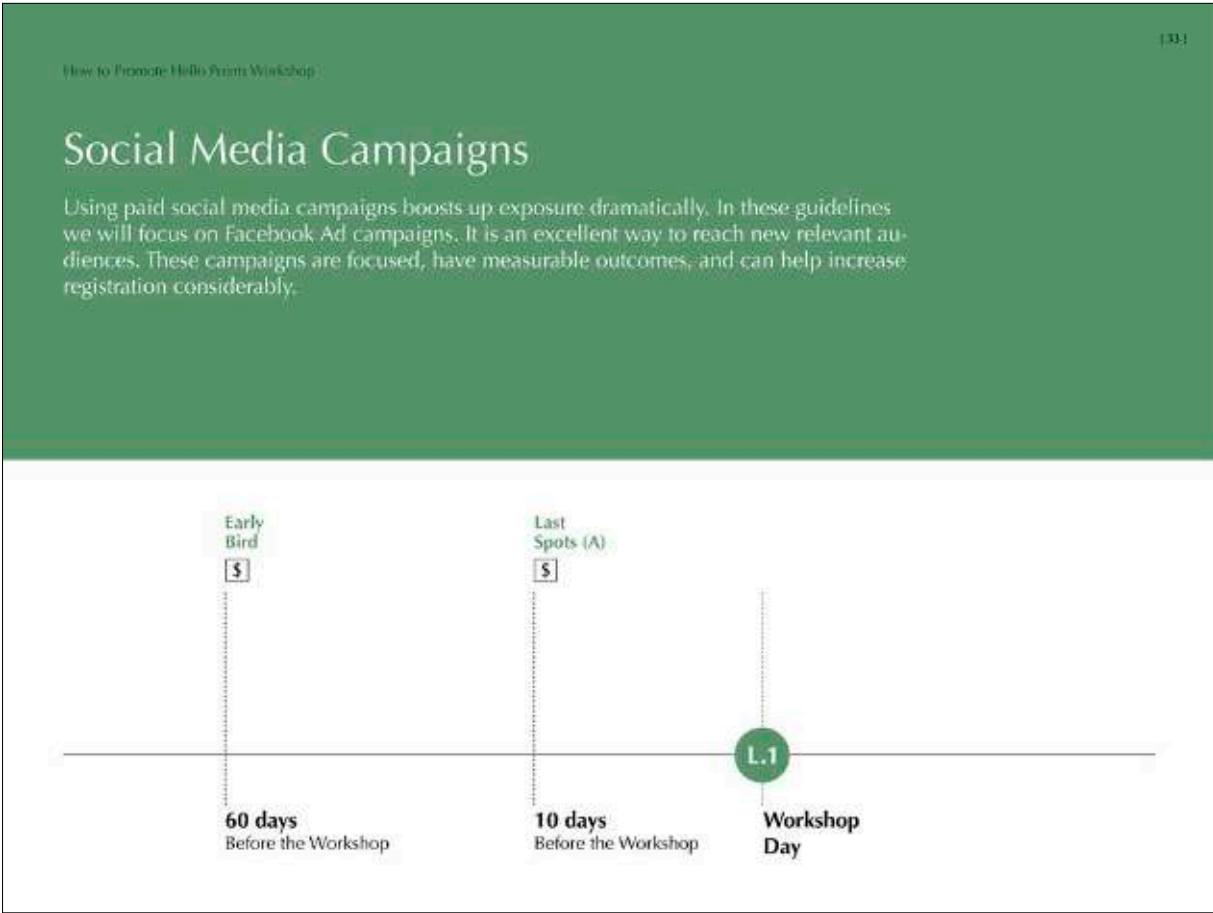 [33]
How to Promote Hello Points Workshop
Social Media Campaigns
Using paid social media campaigns boosts up exposure dramatically. In these guidelines
we will focus on Facebook Ad campaigns. It is an excellent way to reach new relevant au-
diences. These campaigns are focused, have measurable outcomes, and can help increase
registration considerably.
Early
Bird
$
Last
Spots (A)
$
L.1
60 days
Before the Workshop
10 days
Before the Workshop
Workshop
Day